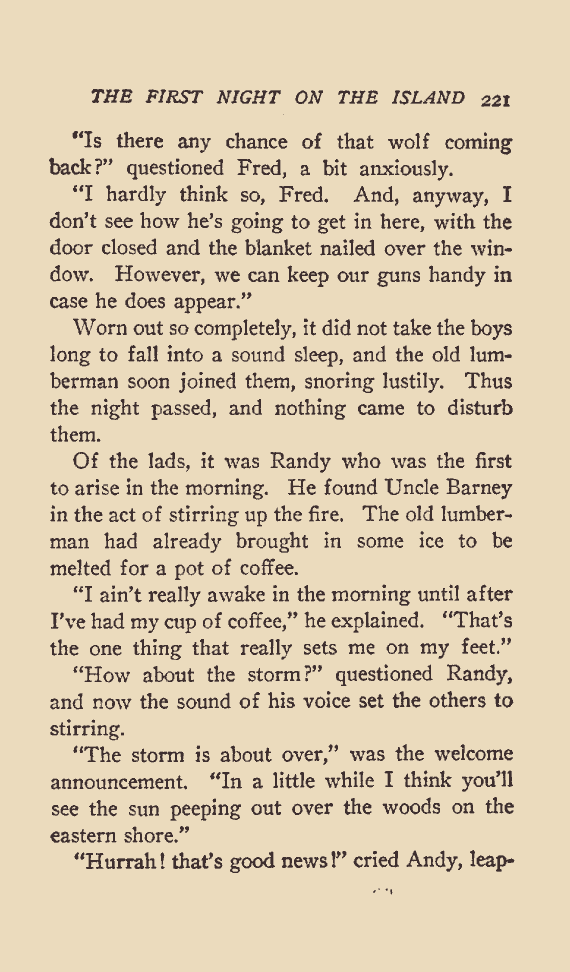 THE FIRST NIGHT ON THE ISLAND 221
“Is there any chance of that wolf coming
back?” questioned Fred, a bit anxiously.
“I hardly think so, Fred. And, anyway, I
don’t see how he’s going to get in here, with the
door closed and the blanket nailed over the win-
dow. However, we can keep our guns handy in
case he does appear.”
Worn out so completely, it did not take the boys
long to fall into a sound sleep, and the old lum-
berman soon joined them, snoring lustily. Thus
the night passed, and nothing came to disturb
them.
Of the lads, it was Randy who was the first
to arise in the morning. He found Uncle Barney
in the act of stirring up the fire. The old lumber-
man had already brought in some ice to be
melted for a pot of coffee.
“I ain’t really awake in the morning until after
I’ve had my cup of coffee,” he explained. “That’s
the one thing that really sets me on my feet.”
“How about the storm?” questioned Randy,
and now the sound of his voice set the others to
stirring.
“The storm is about over,” was the welcome
announcement. “In a little while I think you’ll
see the sun peeping out over the woods on the
eastern shore.”
“Hurrah! that’s good news!” cried Andy, leap-